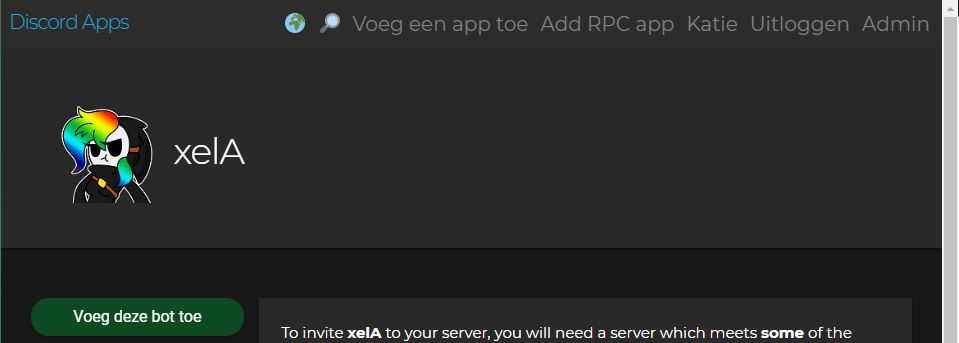 Discord Apps
Voeg een app toe Add RPC app Katie Uitloggen Admin
xelA
Voeg deze bot toe
To invite xelA to your server, you will need a server which meets some of the